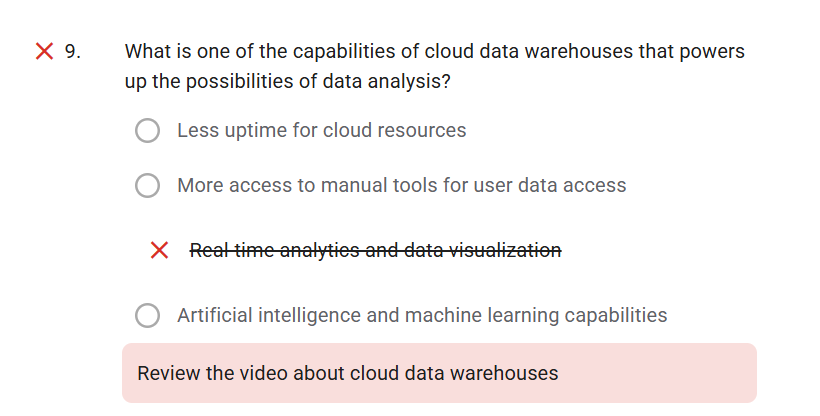 9. What is one of the capabilities of cloud data warehouses that powers
up the possibilities of data analysis?
Less uptime for cloud resources
More access to manual tools for user data access
Real-time analytics and data visualization
Artificial intelligence and machine learning capabilities
Review the video about cloud data warehouses